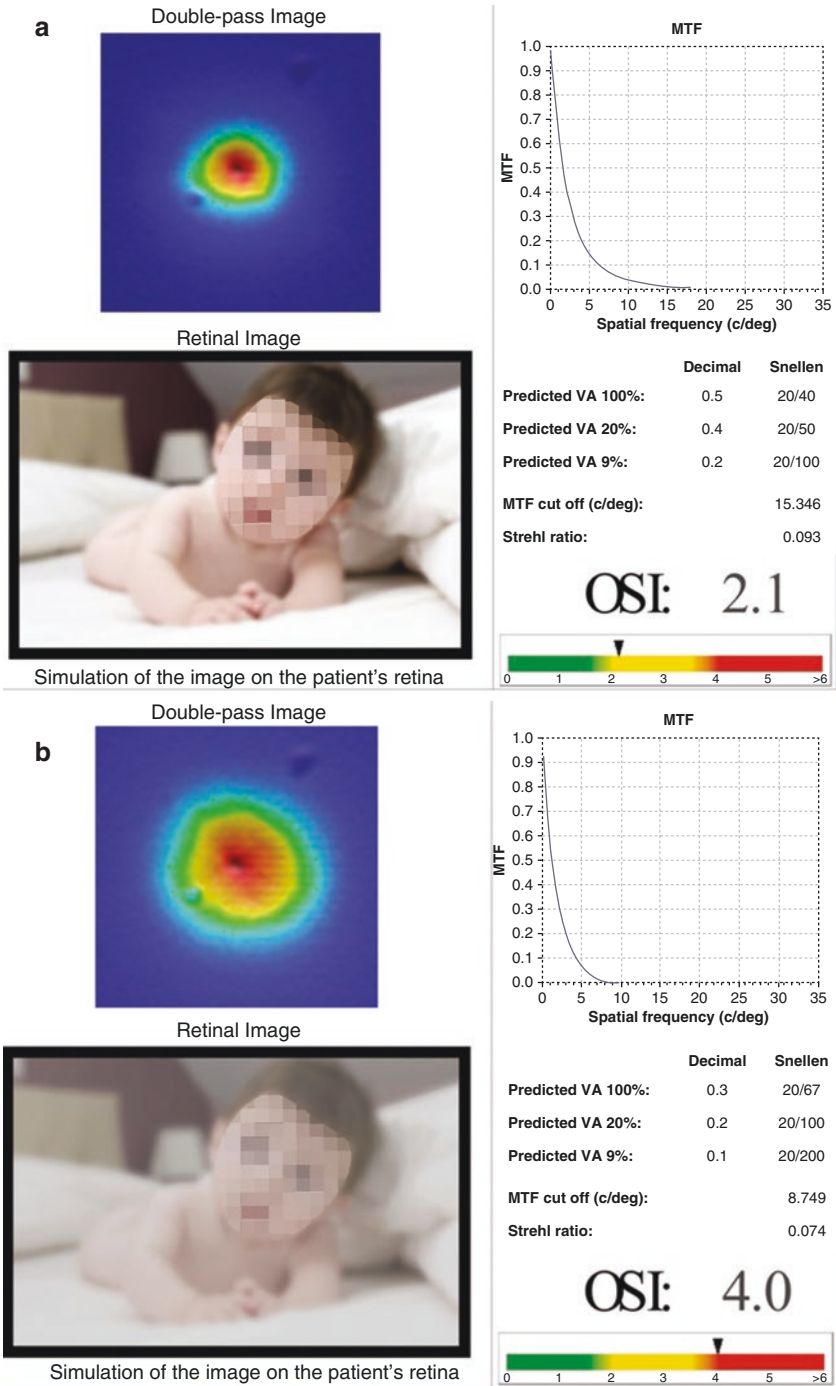 a
Double-pass Image
MTF
1.0
0.9
0.8
0.7
0.6
0.5
0.4
0.3
0.2
0.1
0.0
MTF
0 5 10 15 20 25 30 35
Spatial frequency (c/deg)
Retinal Image
Simulation of the image on the patient's retina
Decimal Snellen
Predicted VA 100%: 0.5 20/40
Predicted VA 20%: 0.4 20/50
Predicted VA 9%: 0.2 20/100
MTF cut off (c/deg): 15.346
Strehl ratio: 0.093
OSI: 2.1
0 1 2 3 4 5 >6
b
Double-pass Image
MTF
1.0
0.9
0.8
0.7
0.6
0.5
0.4
0.3
0.2
0.1
0.0
MTF
0 5 10 15 20 25 30 35
Spatial frequency (c/deg)
Retinal Image
Simulation of the image on the patient's retina
Decimal Snellen
Predicted VA 100%: 0.3 20/67
Predicted VA 20%: 0.2 20/100
Predicted VA 9%: 0.1 20/200
MTF cut off (c/deg): 8.749
Strehl ratio: 0.074
OSI: 4.0
0 1 2 3 4 5 >6